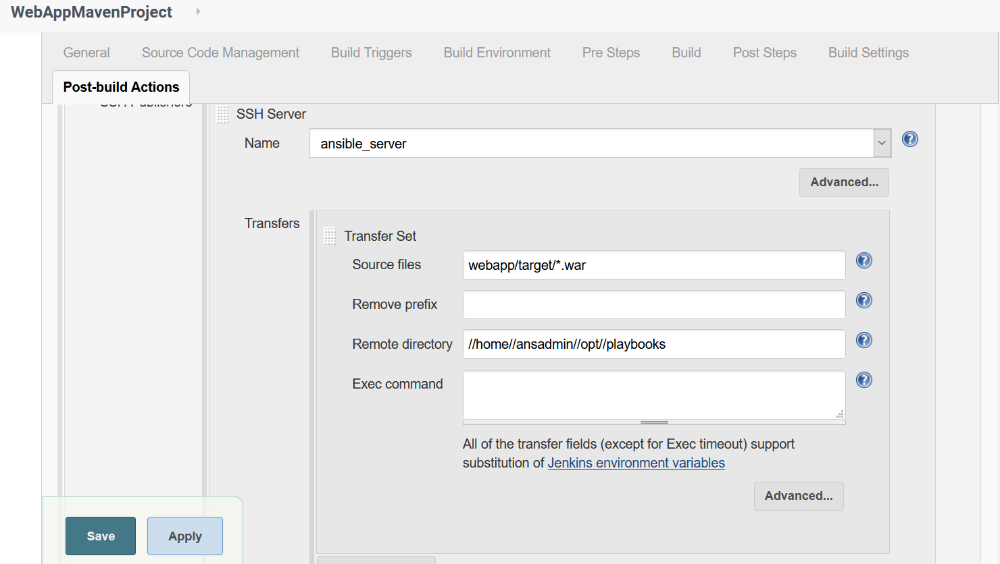 WebAppMavenProject
General Source Code Management Build Triggers Build Environment Pre Steps Build Post Steps Build Settings
Post-build Actions
SSH Publishers
SSH Server
Name ansible_server
Advanced...
Transfers
Transfer Set
Source files webapp/target/*.war
Remove prefix
Remote directory //home//ansadmin//opt//playbooks
Exec command
All of the transfer fields (except for Exec timeout) support
substitution of Jenkins environment variables
Advanced...
Save Apply